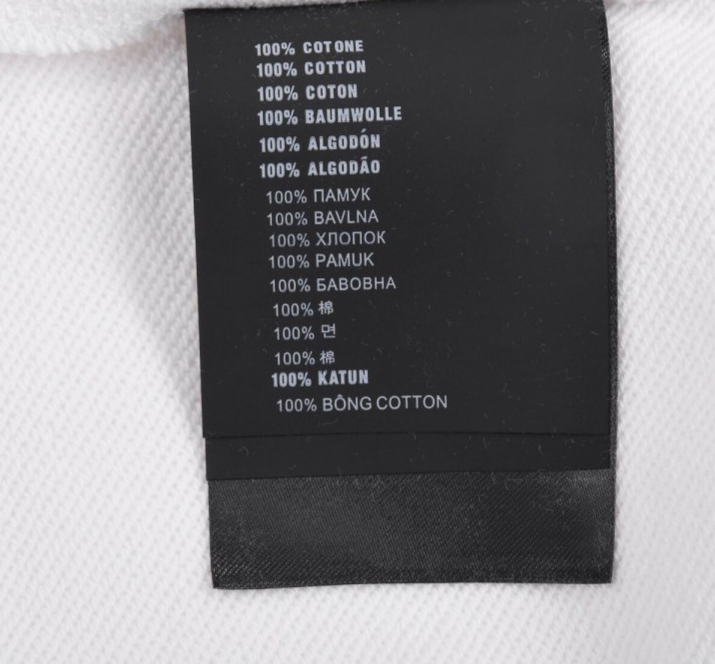 100% COTONE
100% COTTON
100% COTON
100% BAUMWOLLE
100% ALGODÓN
100% ALGODÃO
100% ПАМУК
100% BAVLNA
100% ХЛОПОК
100% PAMUK
100% БАВОВНА
100% 棉
100% 면
100% 棉
100% KATUN
100% BÔNG COTTON